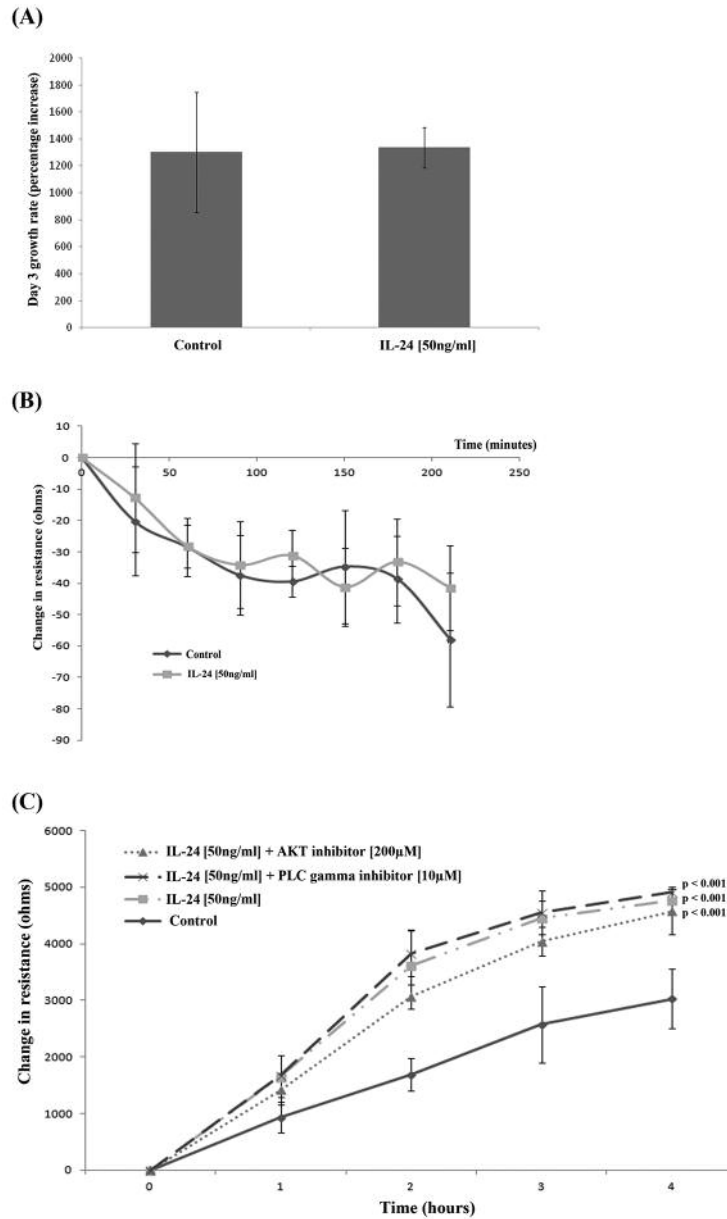 (A)
Day 3 growth rate (percentage increase)
2000
1800
1600
1400
1200
1000
800
600
400
200
0
Control
IL-24 [50ng/ml]
(B)
Change in resistance (ohms)
Time (minutes)
10
0
-10
-20
-30
-40
-50
-60
-70
-80
-90
0
50
100
150
200
250
Control
IL-24 [50ng/ml]
(C)
Change in resistance (ohms)
6000
5000
4000
3000
2000
1000
0
IL-24 [50ng/ml] + AKT inhibitor [200µM]
IL-24 [50ng/ml] + PLC gamma inhibitor [10µM]
IL-24 [50ng/ml]
Control
p < 0.001
p < 0.001
p < 0.001
0
1
2
3
4
Time (hours)